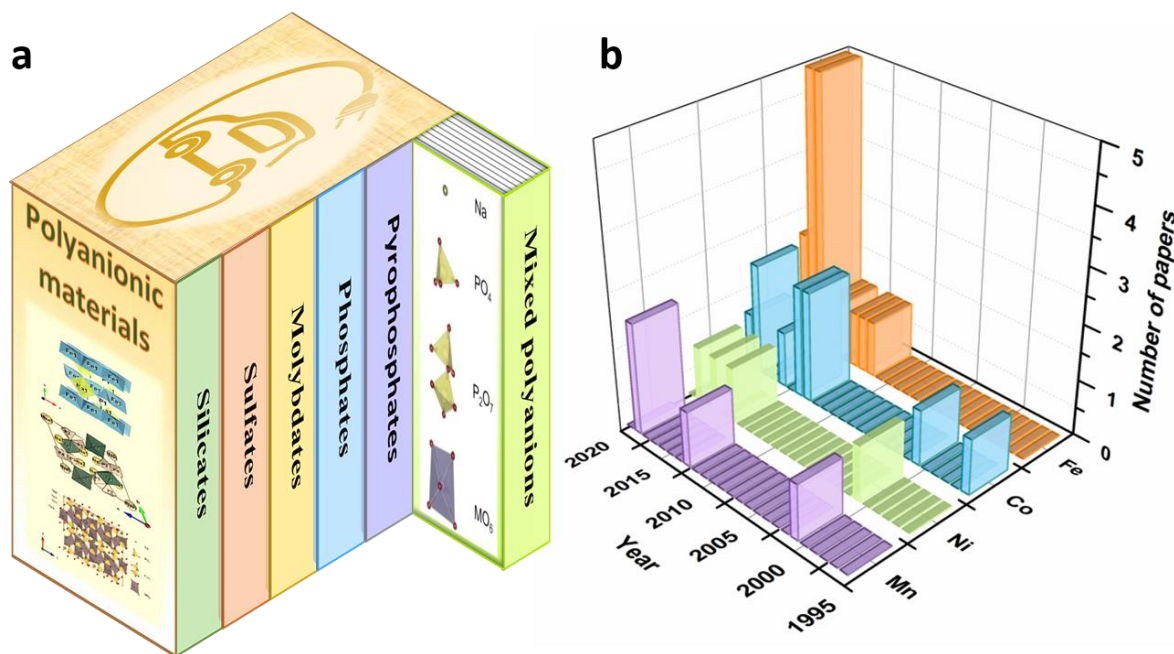 a
Polyanionic
materials
Silicates
Sulfates
Molybdates
Phosphates
Pyrophosphates
Mixed polyanions
Na
PO₄
P₂O₇
MO₆
b
5
4
3
2
1
0
Number of papers
2020
2015
2010
2005
2000
1995
Year
Mn
Ni
Co
Fe